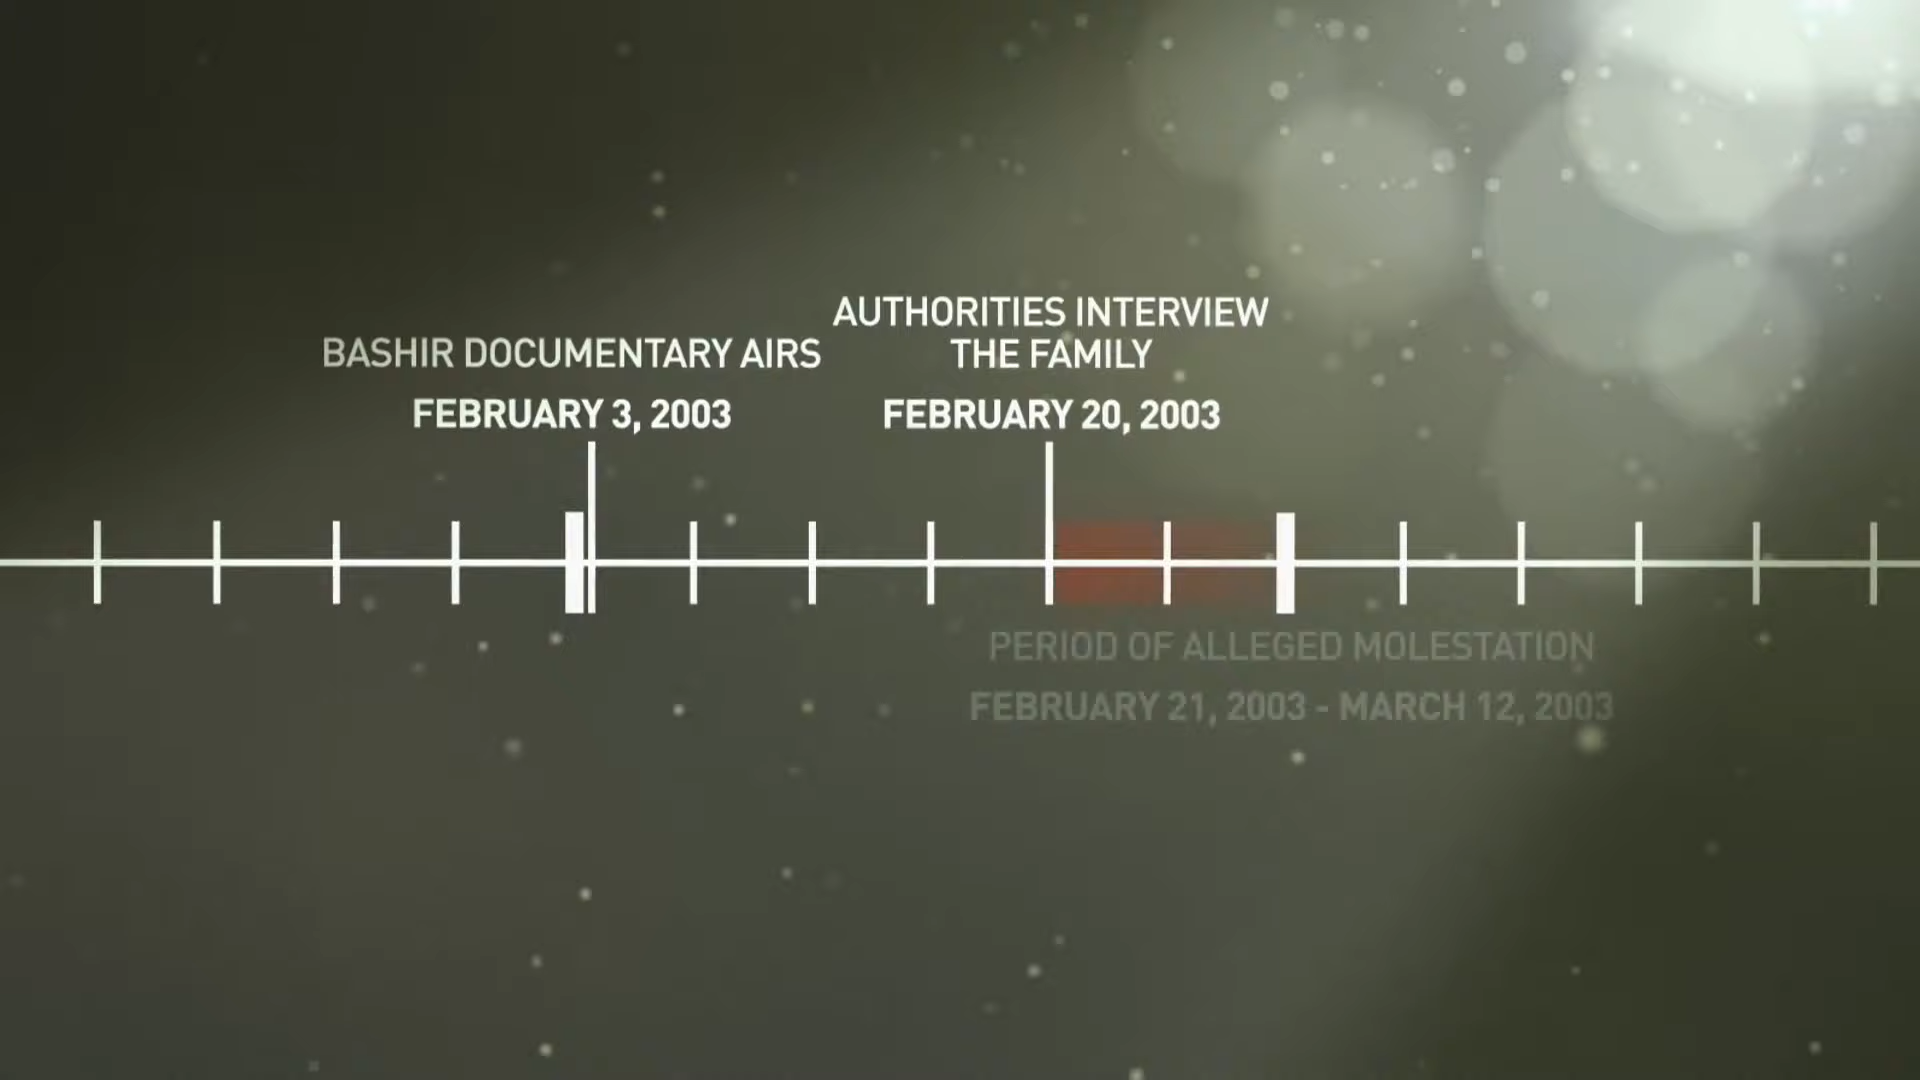 BASHIR DOCUMENTARY AIRS
FEBRUARY 3, 2003
AUTHORITIES INTERVIEW
THE FAMILY
FEBRUARY 20, 2003
PERIOD OF ALLEGED MOLESTATION
FEBRUARY 21, 2003 - MARCH 12, 2003